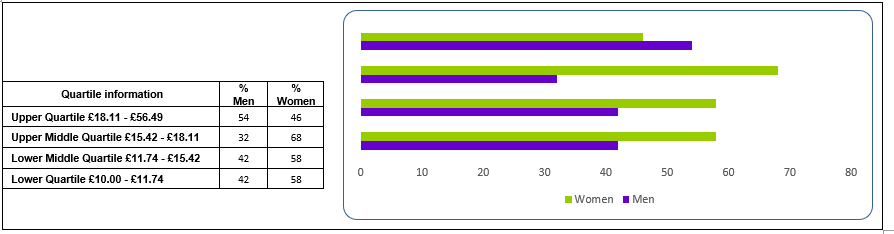 Quartile information % Men % Women
Upper Quartile £18.11 - £56.49 54 46
Upper Middle Quartile £15.42 - £18.11 32 68
Lower Middle Quartile £11.74 - £15.42 42 58
Lower Quartile £10.00 - £11.74 42 58
0 10 20 30 40 50 60 70 80
Women Men